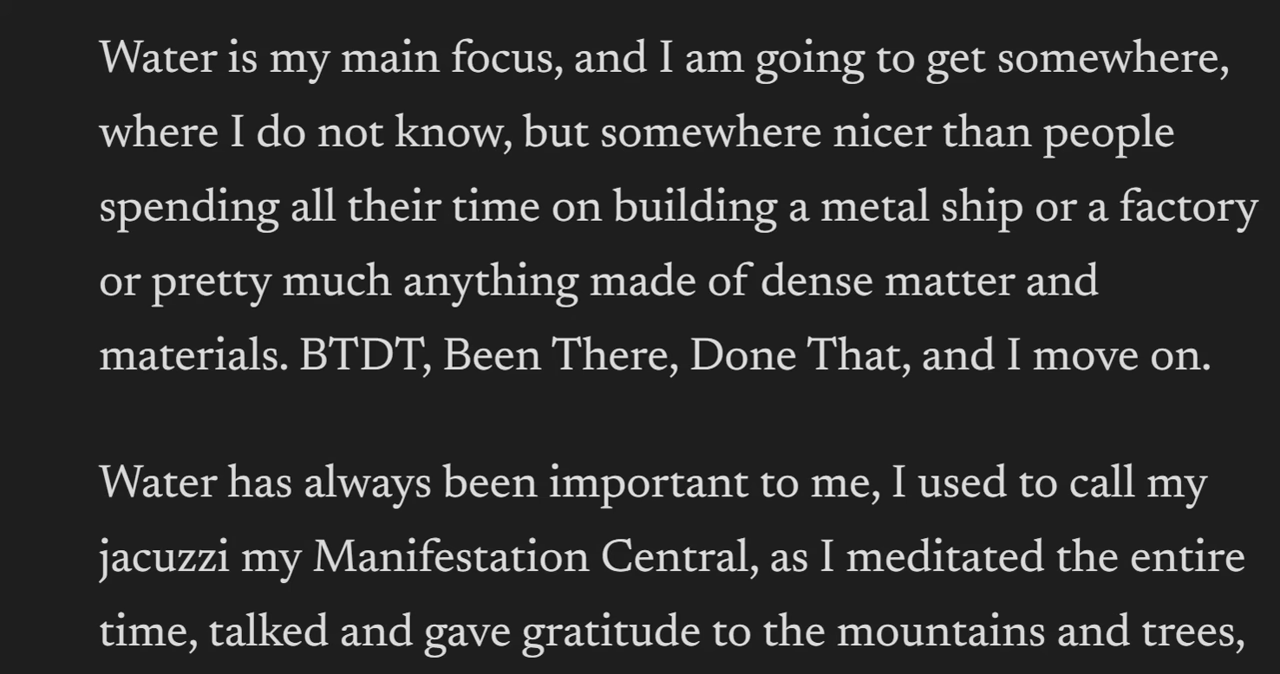 Water is my main focus, and I am going to get somewhere,
where I do not know, but somewhere nicer than people
spending all their time on building a metal ship or a factory
or pretty much anything made of dense matter and
materials. BTDT, Been There, Done That, and I move on.
Water has always been important to me, I used to call my
jacuzzi my Manifestation Central, as I meditated the entire
time, talked and gave gratitude to the mountains and trees,